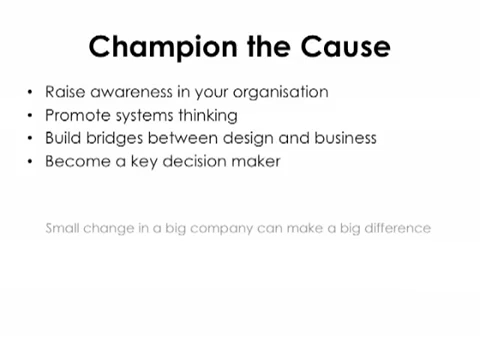 Champion the Cause
• Raise awareness in your organisation
• Promote systems thinking
• Build bridges between design and business
• Become a key decision maker
Small change in a big company can make a big difference